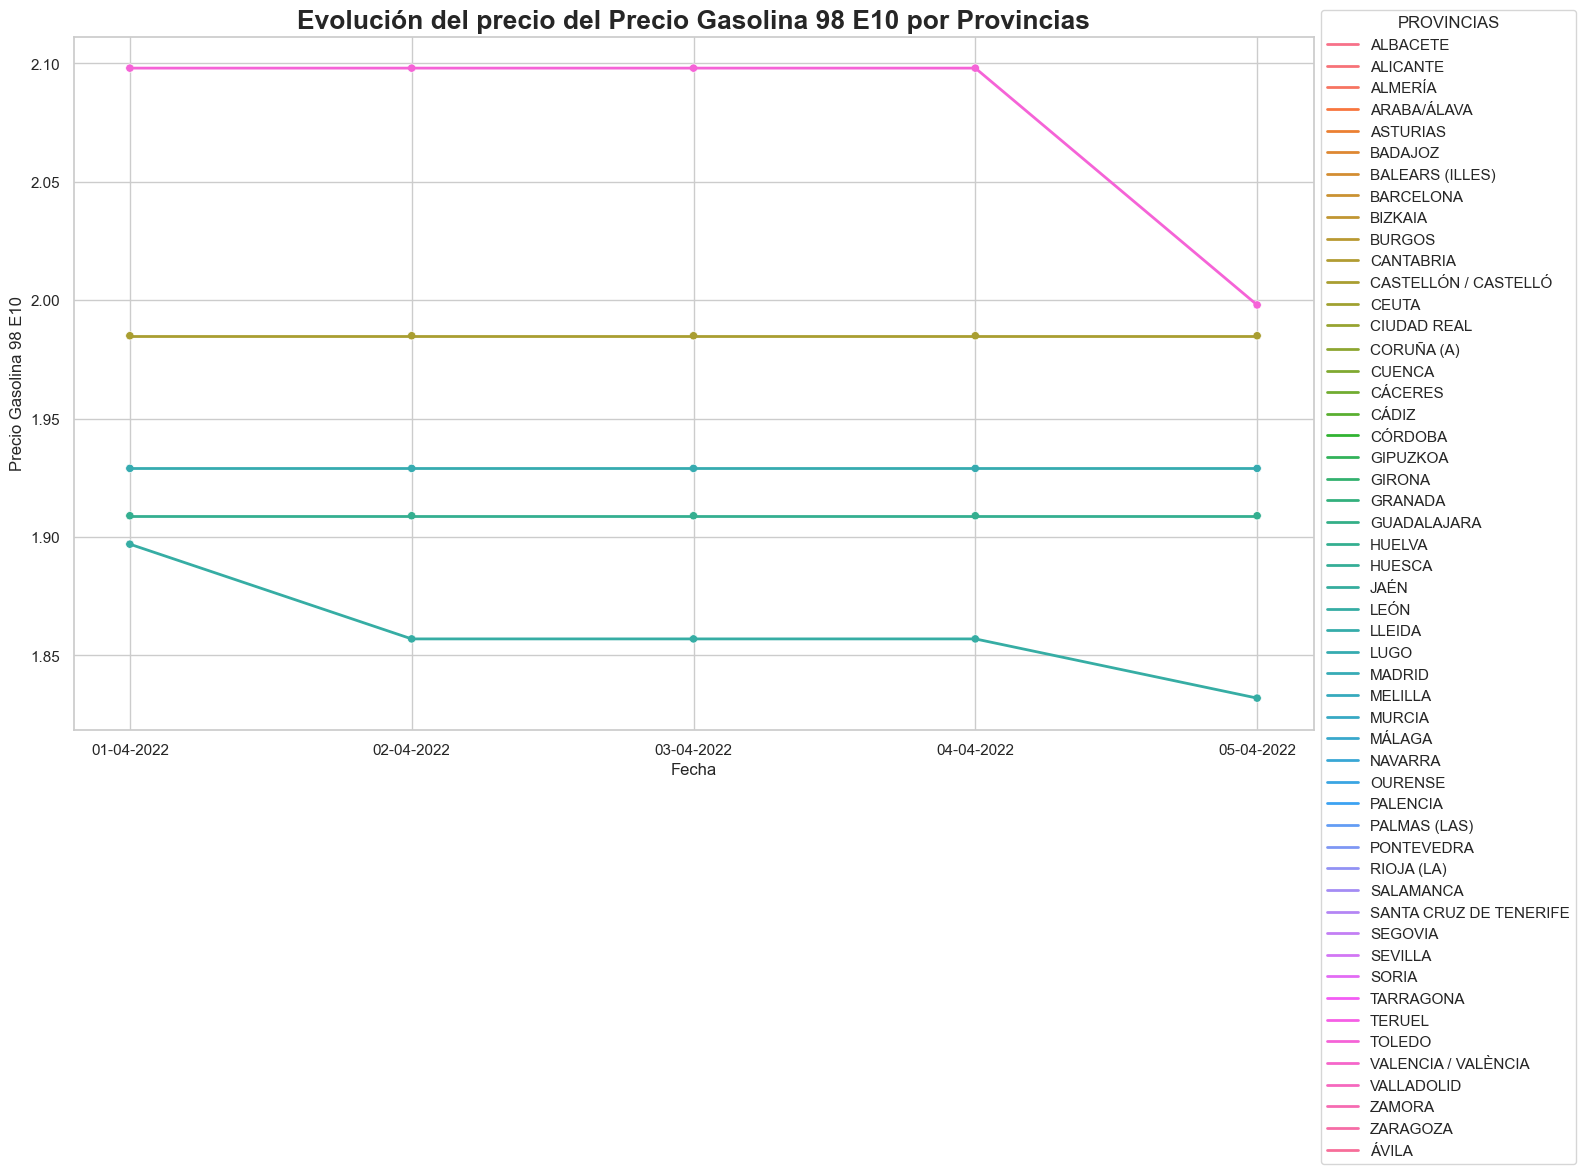 Evolución del precio del Precio Gasolina 98 E10 por Provincias
Precio Gasolina 98 E10
2.10
2.05
2.00
1.95
1.90
1.85
01-04-2022
02-04-2022
03-04-2022
04-04-2022
05-04-2022
Fecha
PROVINCIAS
ALBACETE
ALICANTE
ALMERÍA
ARABA/ÁLAVA
ASTURIAS
BADAJOZ
BALEARS (ILLES)
BARCELONA
BIZKAIA
BURGOS
CANTABRIA
CASTELLÓN / CASTELLÓ
CEUTA
CIUDAD REAL
CORUÑA (A)
CUENCA
CÁCERES
CÁDIZ
CÓRDOBA
GIPUZKOA
GIRONA
GRANADA
GUADALAJARA
HUELVA
HUESCA
JAÉN
LEÓN
LLEIDA
LUGO
MADRID
MELILLA
MURCIA
MÁLAGA
NAVARRA
OURENSE
PALENCIA
PALMAS (LAS)
PONTEVEDRA
RIOJA (LA)
SALAMANCA
SANTA CRUZ DE TENERIFE
SEGOVIA
SEVILLA
SORIA
TARRAGONA
TERUEL
TOLEDO
VALENCIA / VALÈNCIA
VALLADOLID
ZAMORA
ZARAGOZA
ÁVILA